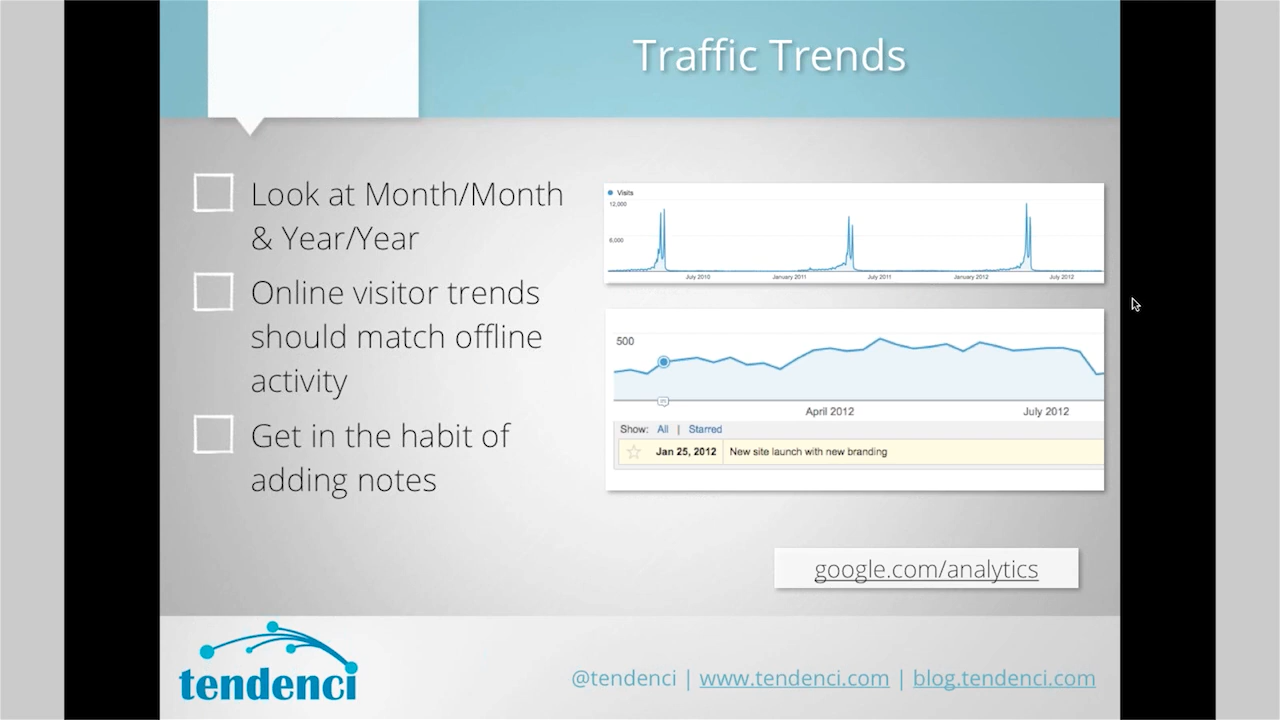 Traffic Trends
Look at Month/Month
& Year/Year
Online visitor trends
should match offline
activity
Get in the habit of
adding notes
Visits
12,000
6,000
July 2010
January 2011
July 2011
January 2012
July 2012
500
April 2012
July 2012
Show: All | Starred
Jan 25, 2012 New site launch with new branding
google.com/analytics
tendenci
@tendenci | www.tendenci.com | blog.tendenci.com